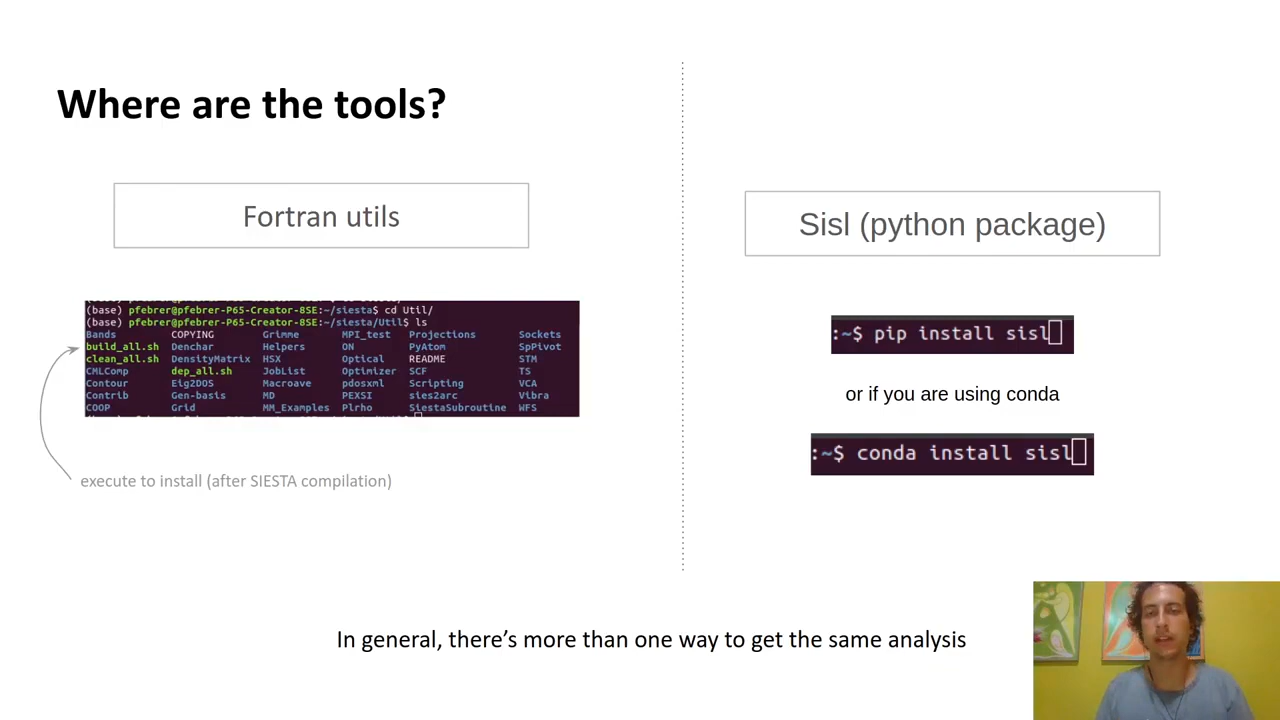 Where are the tools?
Fortran utils
(base) pfebrer@pfebrer-P65-Creator-8SE:~/siesta$ cd Util/
(base) pfebrer@pfebrer-P65-Creator-8SE:~/siesta/Util$ ls
Bands COPYING Grimme MPI_test Projections Sockets
build_all.sh Denchar Helpers ON PyAtom SpPivot
clean_all.sh DensityMatrix HSX Optical README STM
CMLComp dep_all.sh JobList Optimizer SCF TS
Contour Eig2DOS Macroave pdosxml Scripting VCA
Contrib Gen-basis MD PEXSI sies2arc Vibra
COOP Grid MM_Examples Plrho SiestaSubroutine WFS
execute to install (after SIESTA compilation)
Sisl (python package)
:~$ pip install sisl
or if you are using conda
:~$ conda install sisl
In general, there’s more than one way to get the same analysis